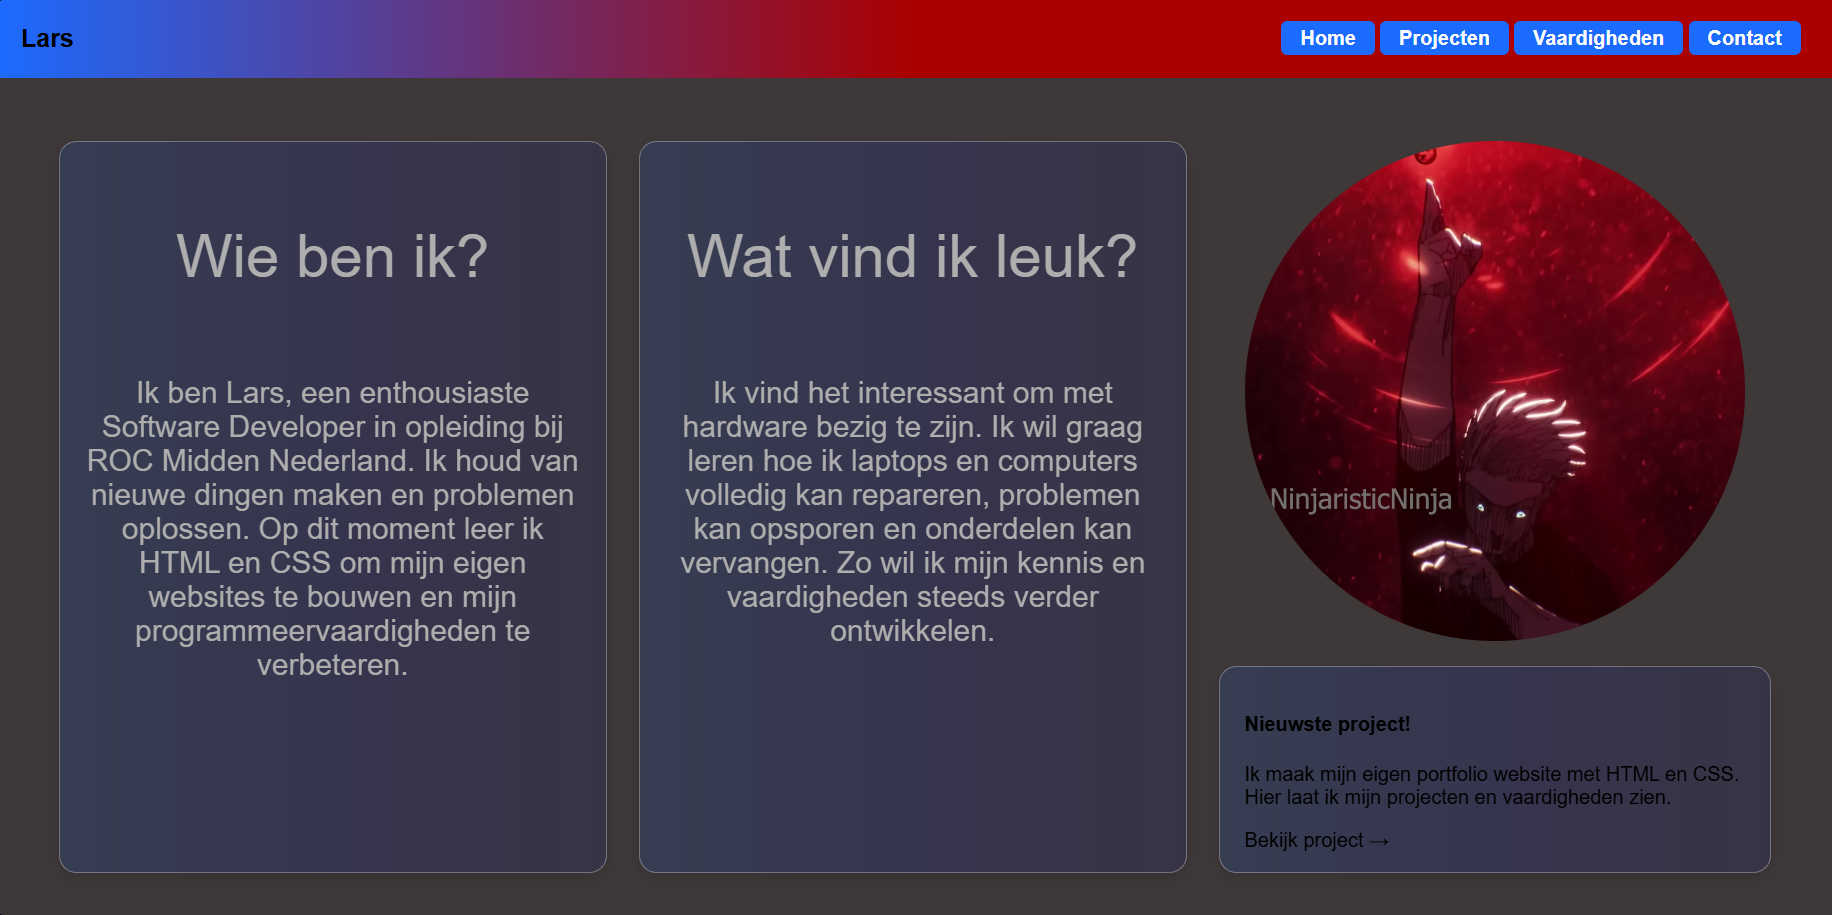 Lars
Home
Projecten
Vaardigheden
Contact
Wie ben ik?
Ik ben Lars, een enthousiaste
Software Developer in opleiding bij
ROC Midden Nederland. Ik houd van
nieuwe dingen maken en problemen
oplossen. Op dit moment leer ik
HTML en CSS om mijn eigen
websites te bouwen en mijn
programmeervaardigheden te
verbeteren.
Wat vind ik leuk?
Ik vind het interessant om met
hardware bezig te zijn. Ik wil graag
leren hoe ik laptops en computers
volledig kan repareren, problemen
kan opsporen en onderdelen kan
vervangen. Zo wil ik mijn kennis en
vaardigheden steeds verder
ontwikkelen.
NinjaristicNinja
Nieuwste project!
Ik maak mijn eigen portfolio website met HTML en CSS.
Hier laat ik mijn projecten en vaardigheden zien.
Bekijk project →